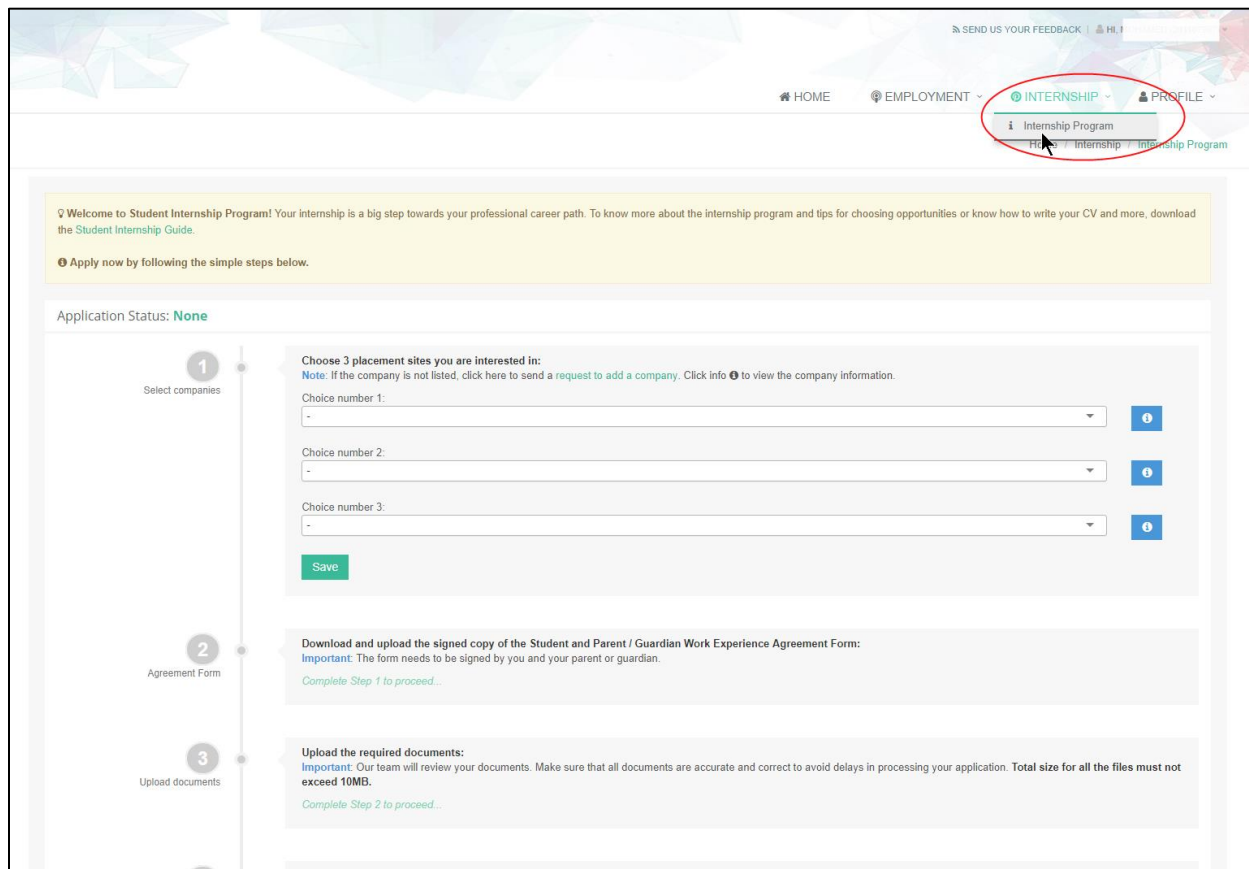 SEND US YOUR FEEDBACK | HI,
HOME EMPLOYMENT INTERNSHIP PROFILE
Internship Program
Home / Internship / Internship Program
Welcome to Student Internship Program! Your internship is a big step towards your professional career path. To know more about the internship program and tips for choosing opportunities or know how to write your CV and more, download
the Student Internship Guide.
Apply now by following the simple steps below.
Application Status: None
1
Select companies
Choose 3 placement sites you are interested in:
Note: If the company is not listed, click here to send a request to add a company. Click info to view the company information.
Choice number 1:
-
Choice number 2:
-
Choice number 3:
-
Save
2
Agreement Form
Download and upload the signed copy of the Student and Parent / Guardian Work Experience Agreement Form:
Important: The form needs to be signed by you and your parent or guardian.
Complete Step 1 to proceed...
3
Upload documents
Upload the required documents:
Important: Our team will review your documents. Make sure that all documents are accurate and correct to avoid delays in processing your application. Total size for all the files must not
exceed 10MB.
Complete Step 2 to proceed...